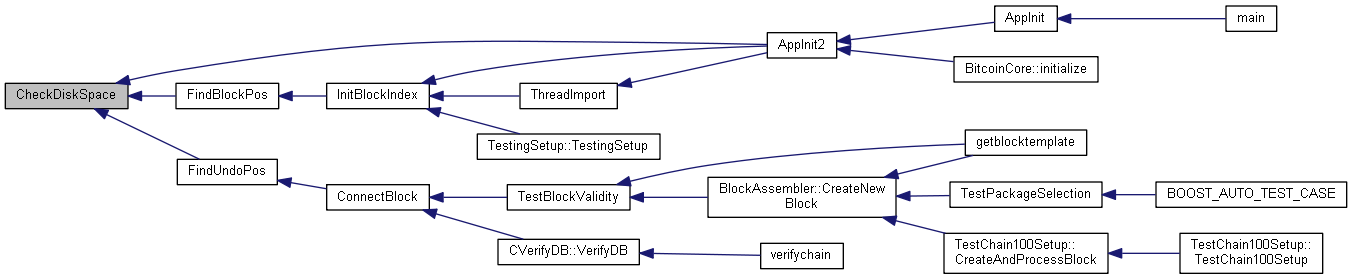 AppInit
main
AppInit2
BitcoinCore::initialize
CheckDiskSpace
FindBlockPos
InitBlockIndex
ThreadImport
TestingSetup::TestingSetup
getblocktemplate
FindUndoPos
ConnectBlock
TestBlockValidity
BlockAssembler::CreateNew
Block
TestPackageSelection
BOOST_AUTO_TEST_CASE
CVerifyDB::VerifyDB
verifychain
TestChain100Setup::
CreateAndProcessBlock
TestChain100Setup::
TestChain100Setup